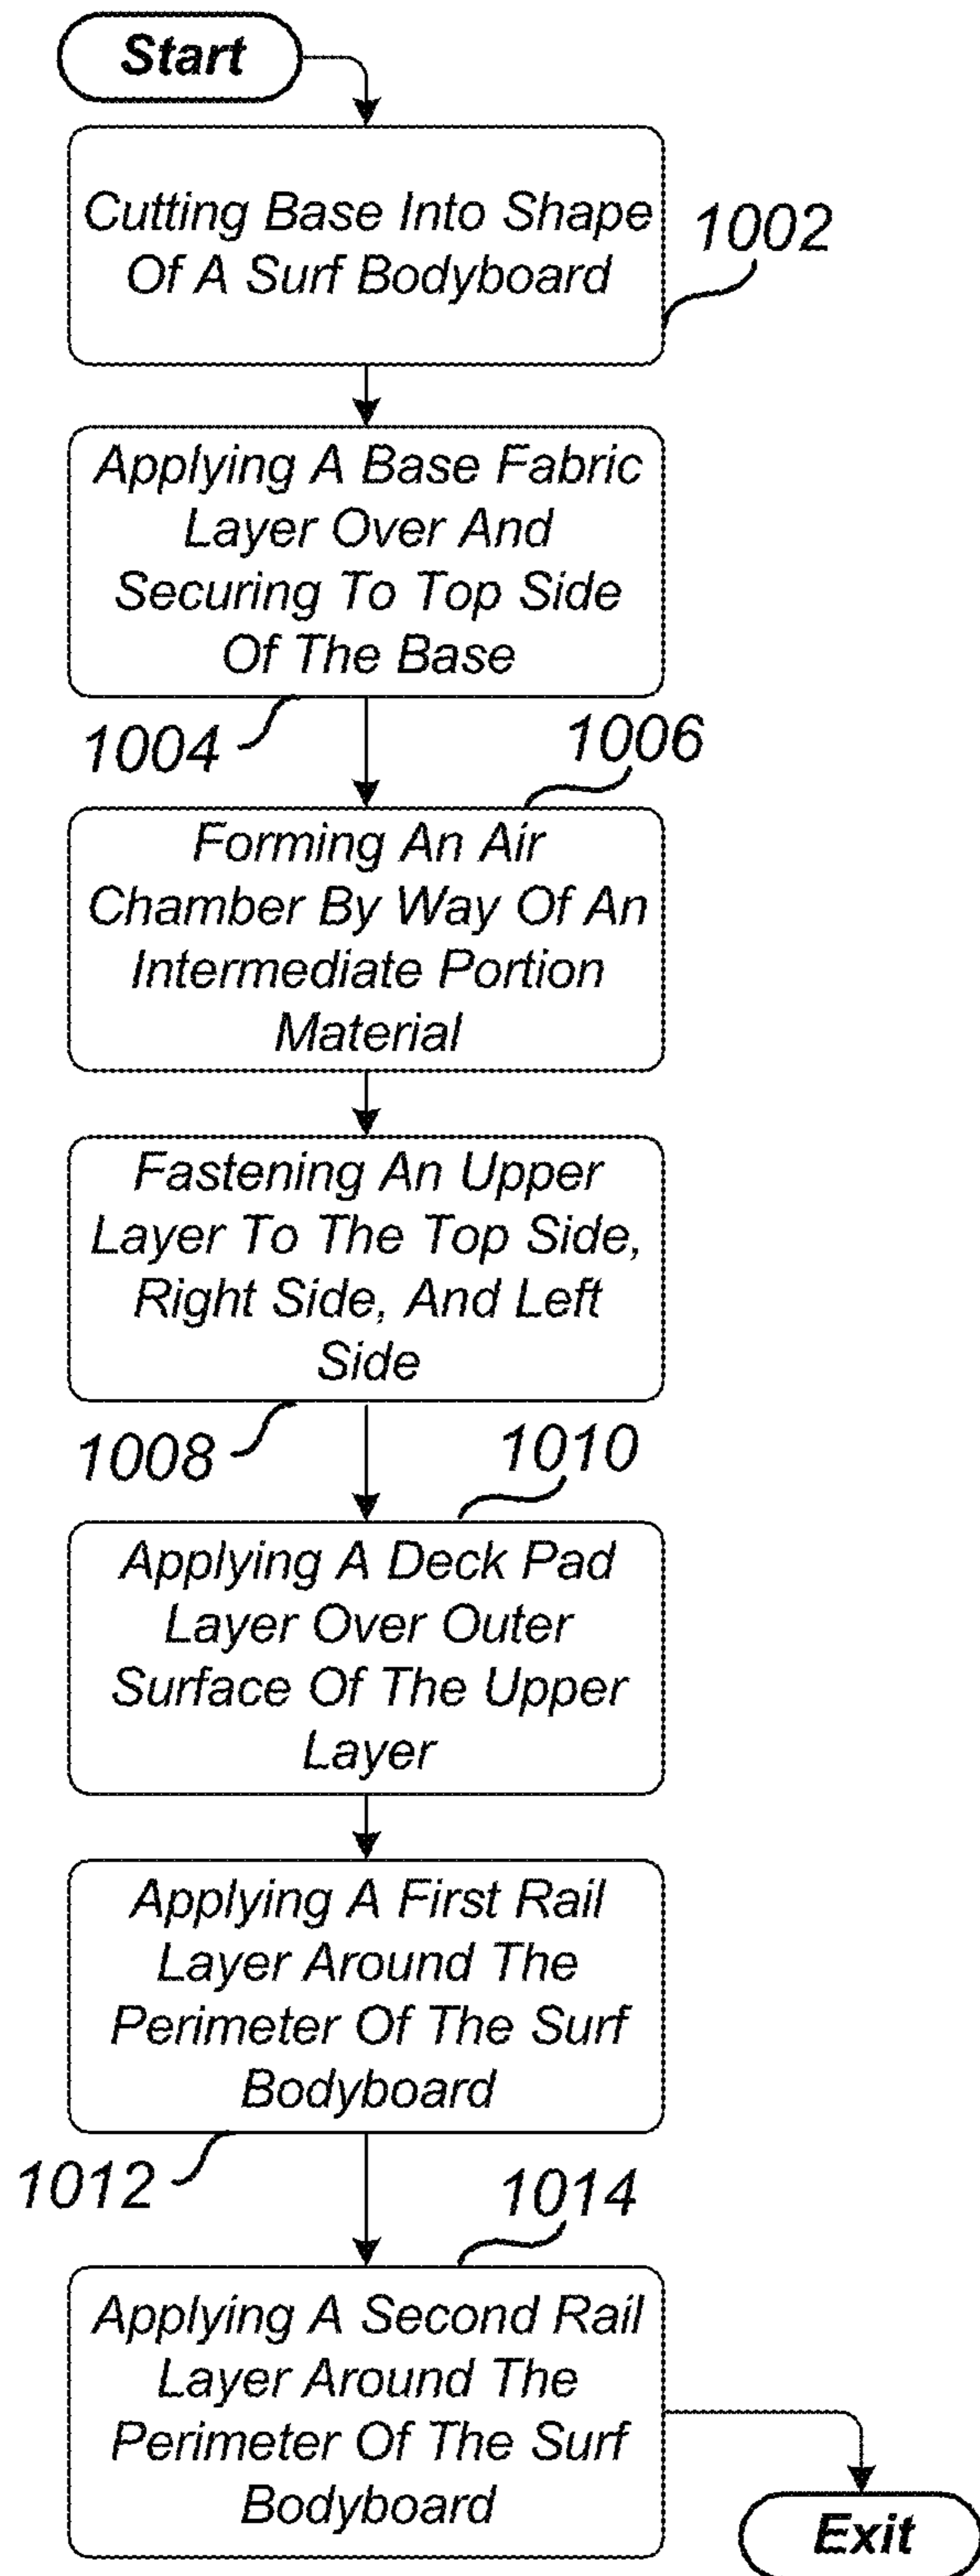 Start
Cutting Base Into Shape
Of A Surf Bodyboard
1002
Applying A Base Fabric
Layer Over And
Securing To Top Side
Of The Base
1004
1006
Forming An Air
Chamber By Way Of An
Intermediate Portion
Material
Fastening An Upper
Layer To The Top Side,
Right Side, And Left
Side
1008
1010
Applying A Deck Pad
Layer Over Outer
Surface Of The Upper
Layer
Applying A First Rail
Layer Around The
Perimeter Of The Surf
Bodyboard
1012
1014
Applying A Second Rail
Layer Around The
Perimeter Of The Surf
Bodyboard
Exit